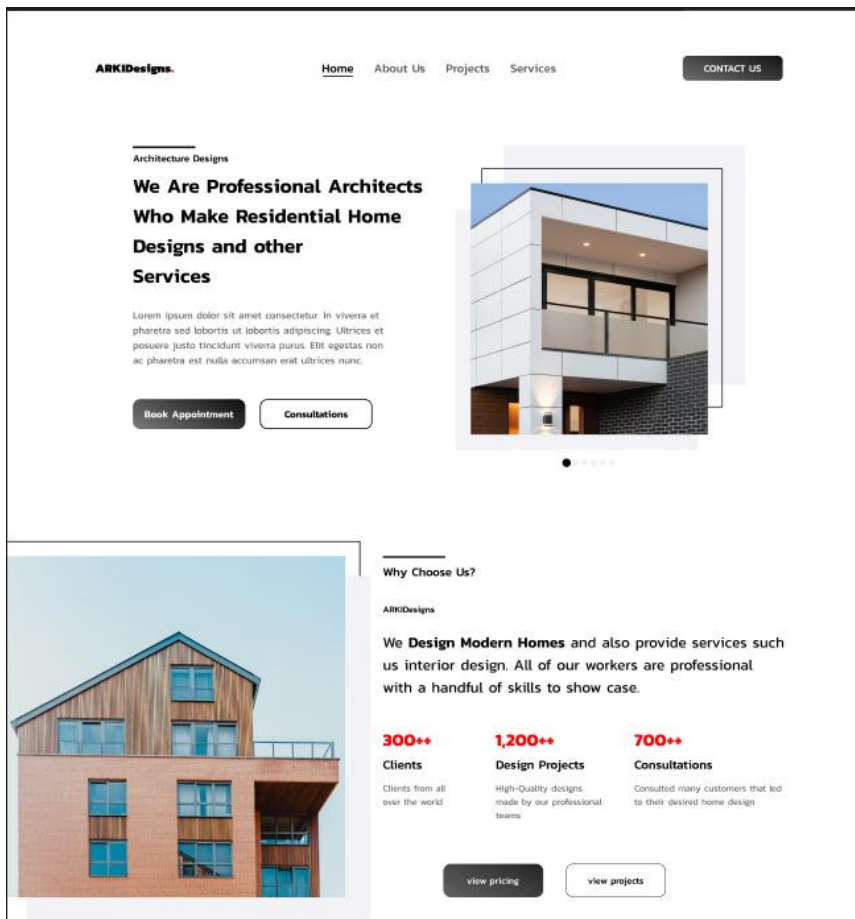 ARKIDesigns.
Home About Us Projects Services
CONTACT US
Architecture Designs
We Are Professional Architects
Who Make Residential Home
Designs and other
Services
Lorem ipsum dolor sit amet consectetur. In viverra et
pharetra sed lobortis ut lobortis adipiscing. Ultrices et
posuere justo tincidunt viverra purus. Elit egestas non
ac pharetra est nulla accumsan erat ultrices nunc.
Book Appointment
Consultations
Why Choose Us?
ARKIDesigns
We Design Modern Homes and also provide services such
us interior design. All of our workers are professional
with a handful of skills to show case.
300++
Clients
Clients from all
over the world
1,200++
Design Projects
High-Quality designs
made by our professional
teams
700++
Consultations
Consulted many customers that led
to their desired home design
view pricing
view projects